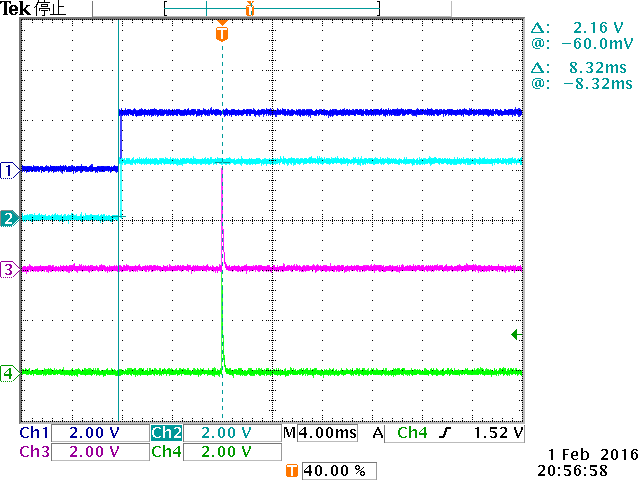 Tek 停止
T
T
Δ: 2.16 V
@: −60.0mV
Δ: 8.32ms
@: −8.32ms
1
2
3
4
Ch1 2.00 V Ch2 2.00 V M 4.00ms A Ch4 1.52 V
Ch3 2.00 V Ch4 2.00 V
T 40.00 %
1 Feb 2016
20:56:58